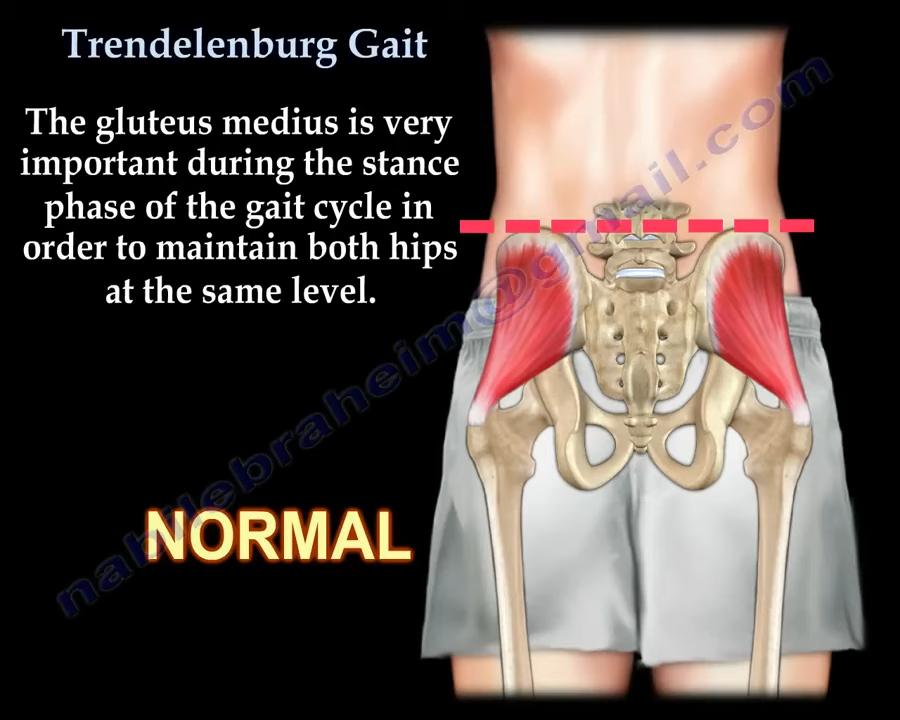 Trendelenburg Gait
The gluteus medius is very
important during the stance
phase of the gait cycle in
order to maintain both hips
at the same level.
NORMAL
nabilebraheim@gmail.com